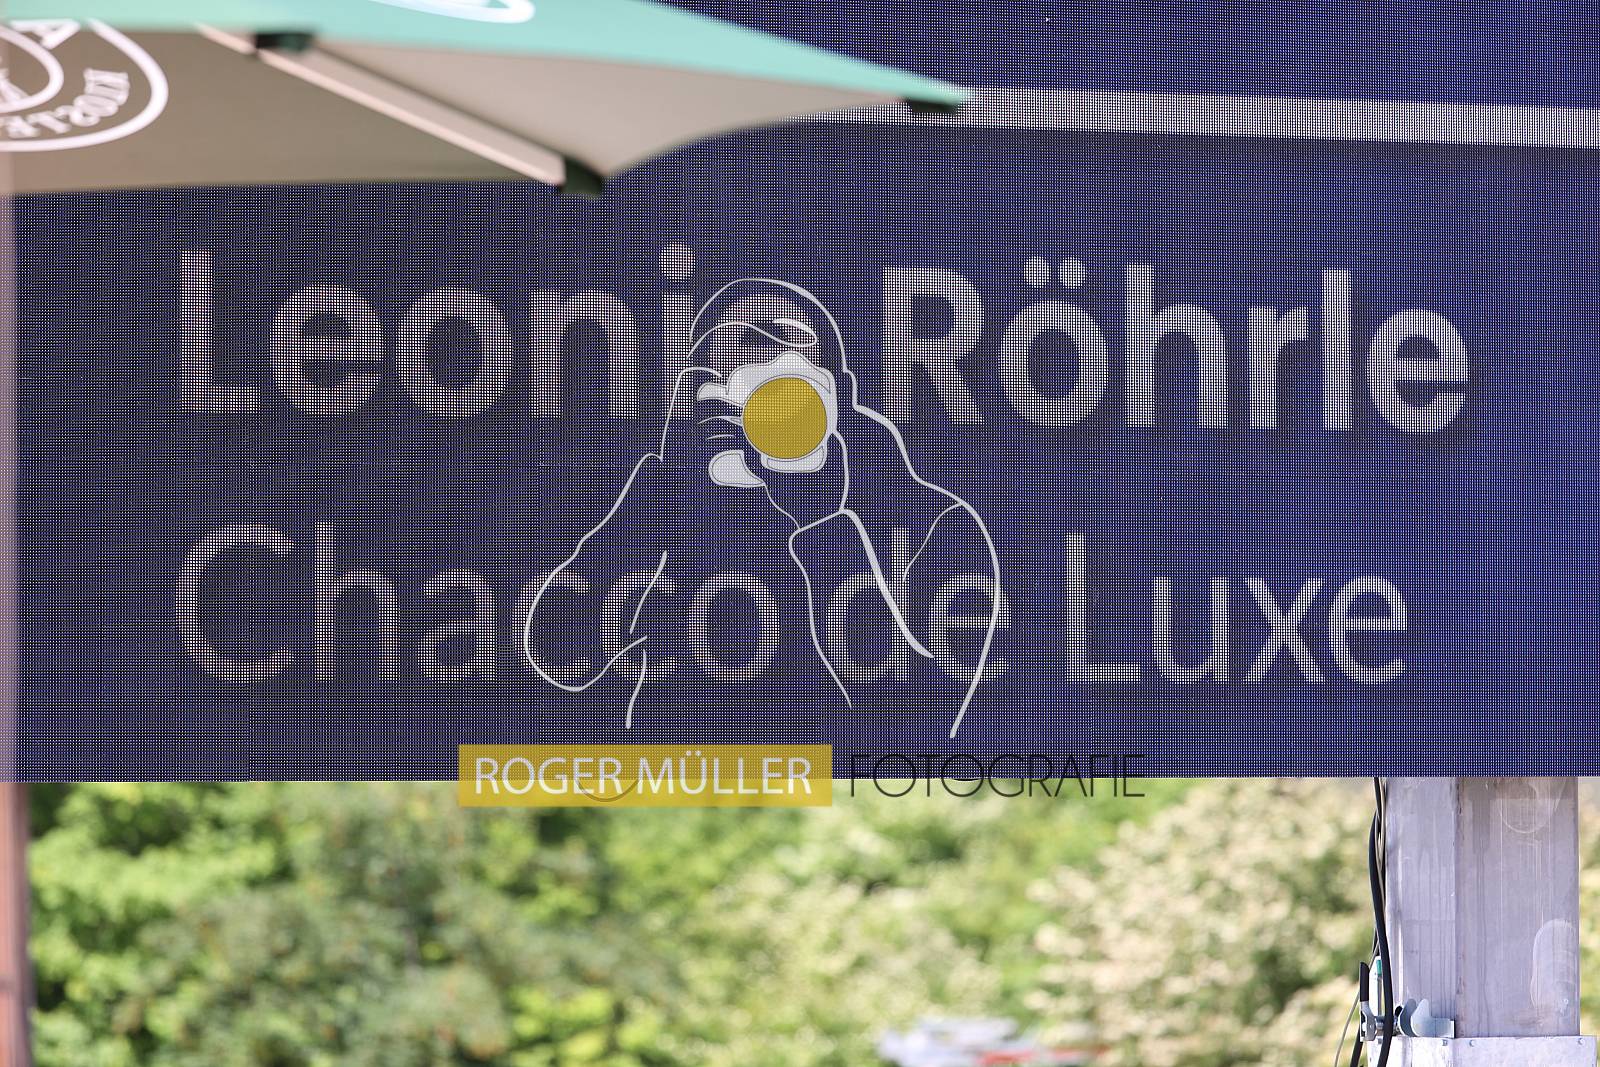 Leonie Röhrle
Chacco de Luxe
ROGER MÜLLER FOTOGRAFIE